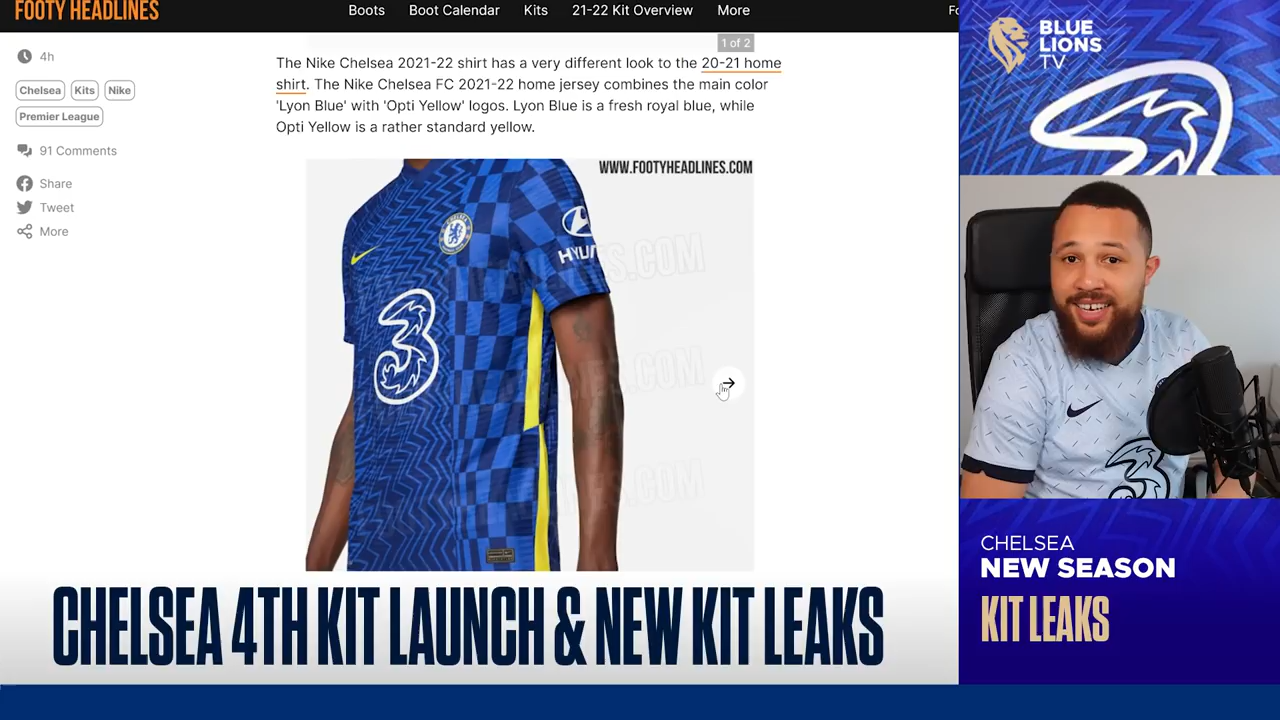 FOOTY HEADLINES
Boots Boot Calendar Kits 21-22 Kit Overview More
1 of 2
4h
Chelsea Kits Nike
Premier League
91 Comments
Share
Tweet
More
The Nike Chelsea 2021-22 shirt has a very different look to the 20-21 home
shirt. The Nike Chelsea FC 2021-22 home jersey combines the main color
'Lyon Blue' with 'Opti Yellow' logos. Lyon Blue is a fresh royal blue, while
Opti Yellow is a rather standard yellow.
WWW.FOOTYHEADLINES.COM
3
BLUE
LIONS
TV
3
CHELSEA
NEW SEASON
KIT LEAKS
CHELSEA 4TH KIT LAUNCH & NEW KIT LEAKS